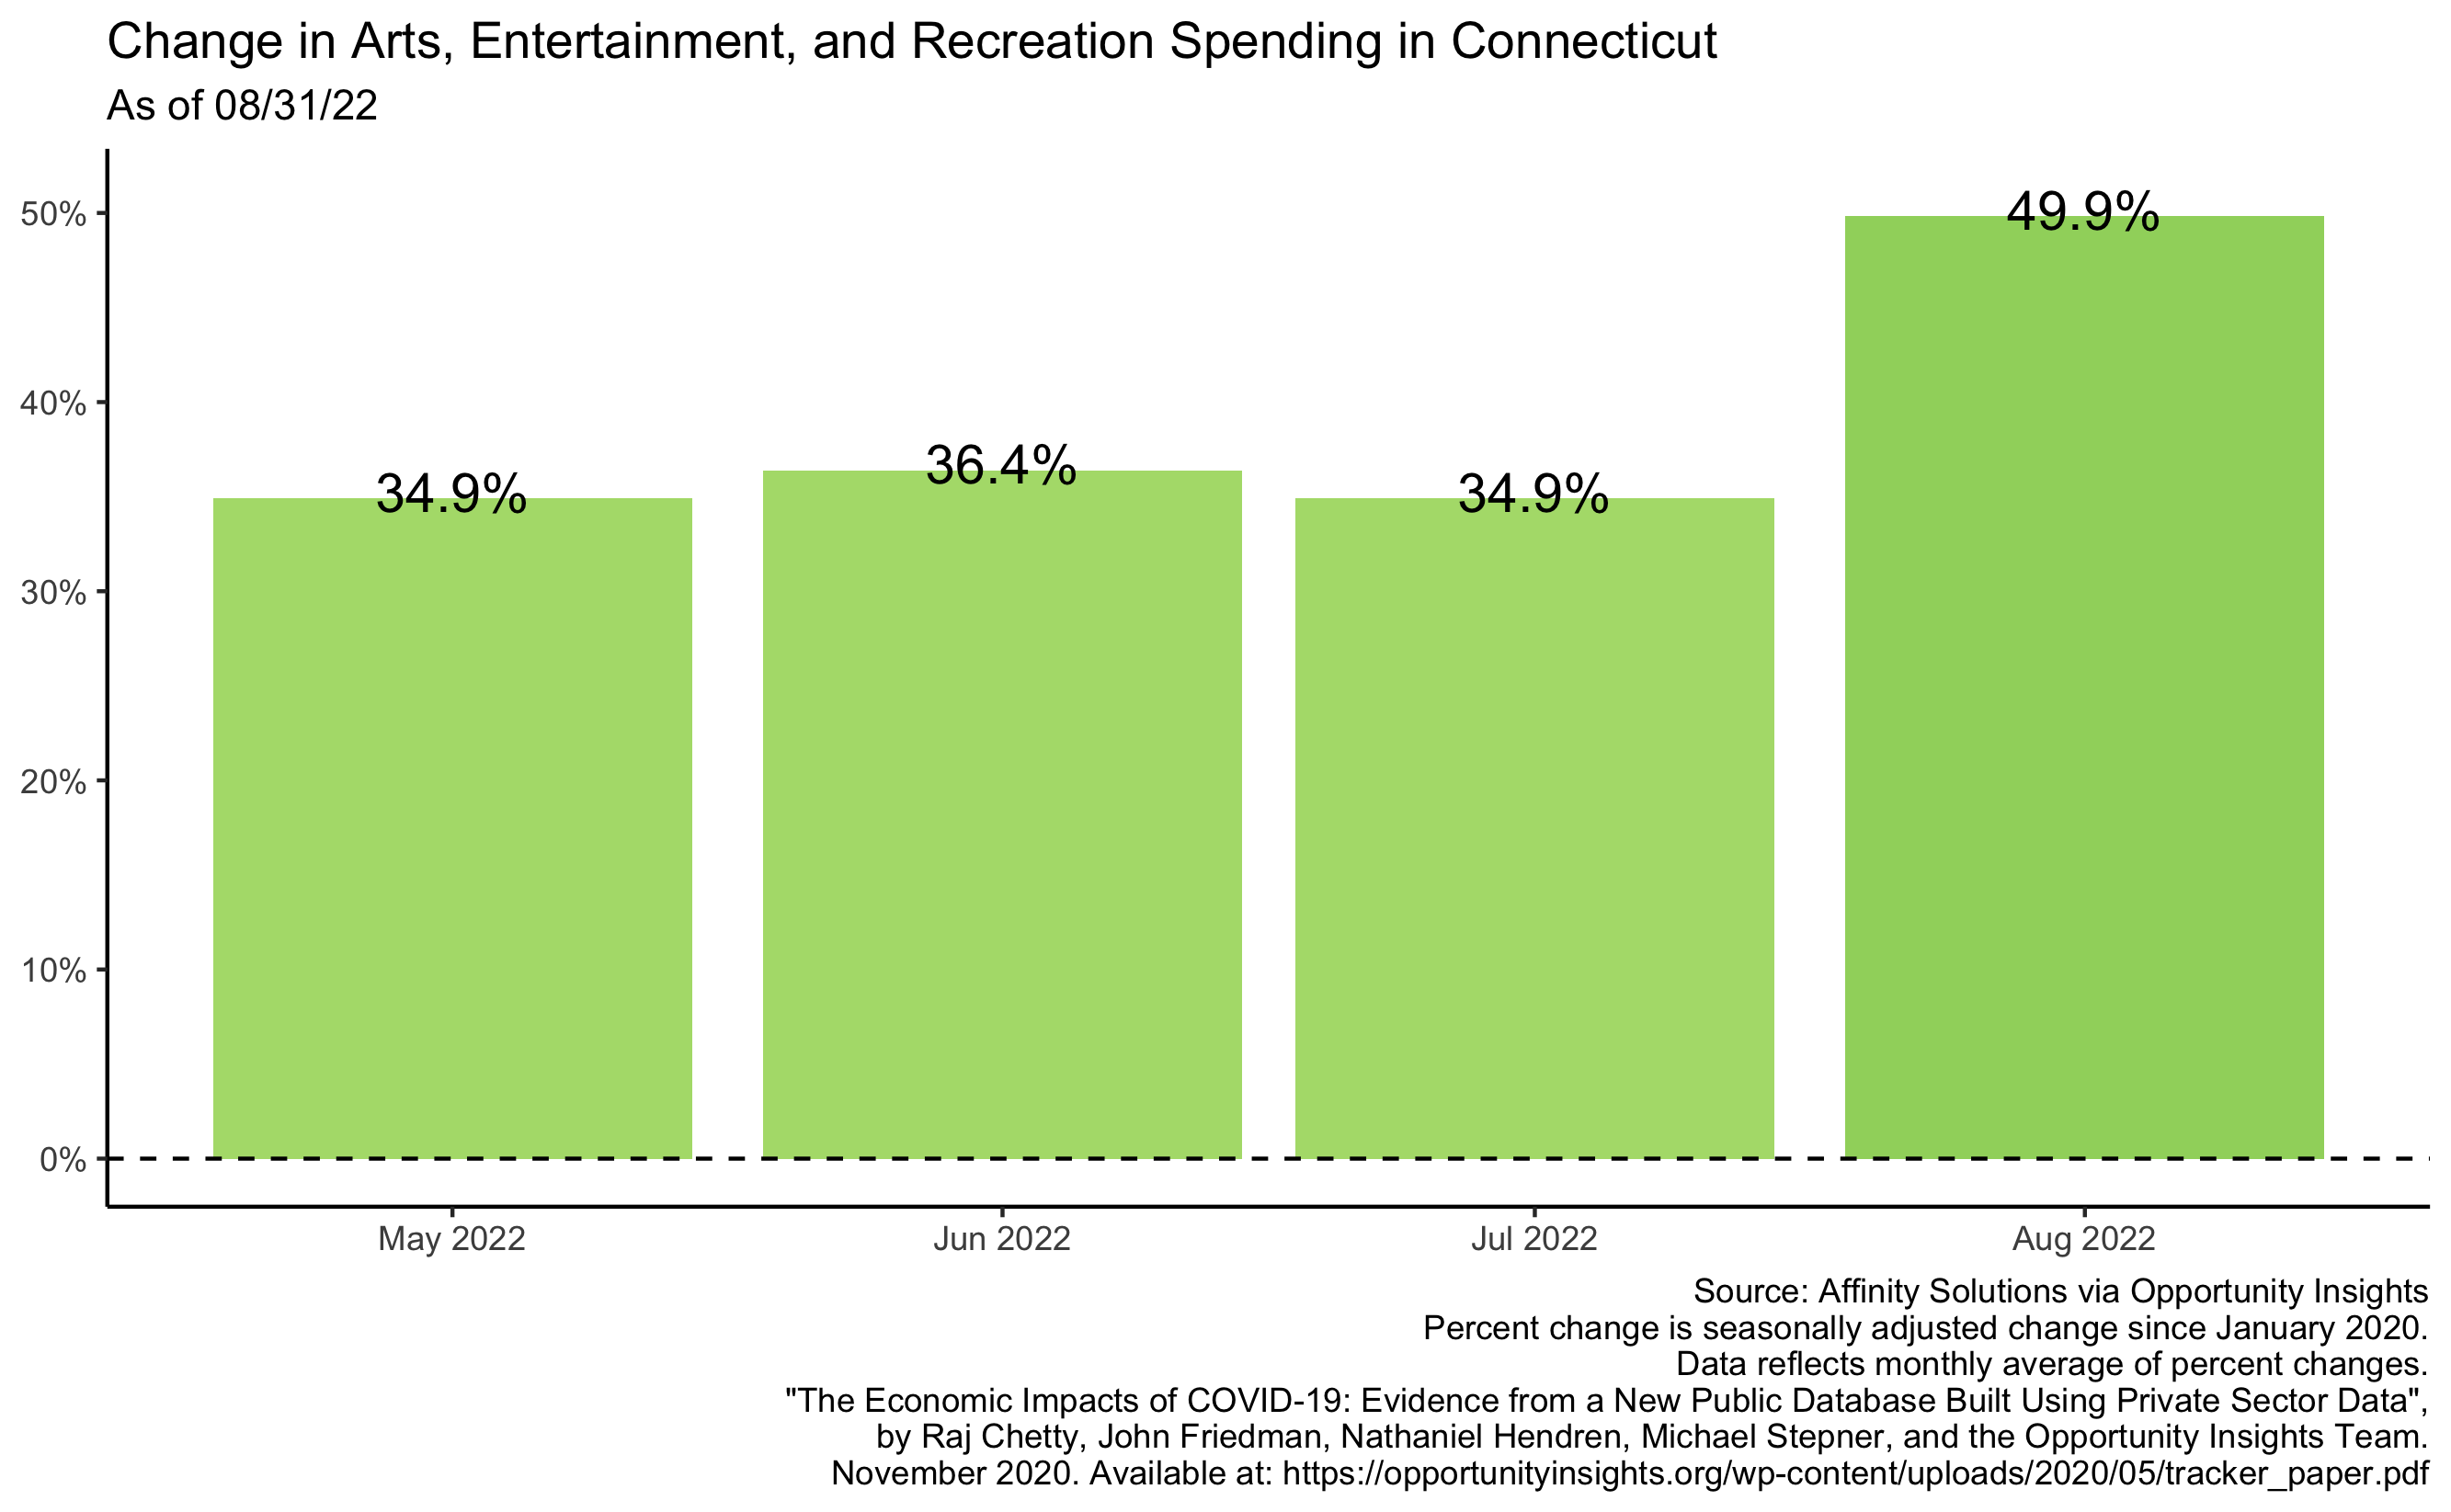 Change in Arts, Entertainment, and Recreation Spending in Connecticut
As of 08/31/22
50%
40%
30%
20%
10%
0%
34.9%
36.4%
34.9%
49.9%
May 2022
Jun 2022
Jul 2022
Aug 2022
Source: Affinity Solutions via Opportunity Insights
Percent change is seasonally adjusted change since January 2020.
Data reflects monthly average of percent changes.
"The Economic Impacts of COVID-19: Evidence from a New Public Database Built Using Private Sector Data",
by Raj Chetty, John Friedman, Nathaniel Hendren, Michael Stepner, and the Opportunity Insights Team.
November 2020. Available at: https://opportunityinsights.org/wp-content/uploads/2020/05/tracker_paper.pdf